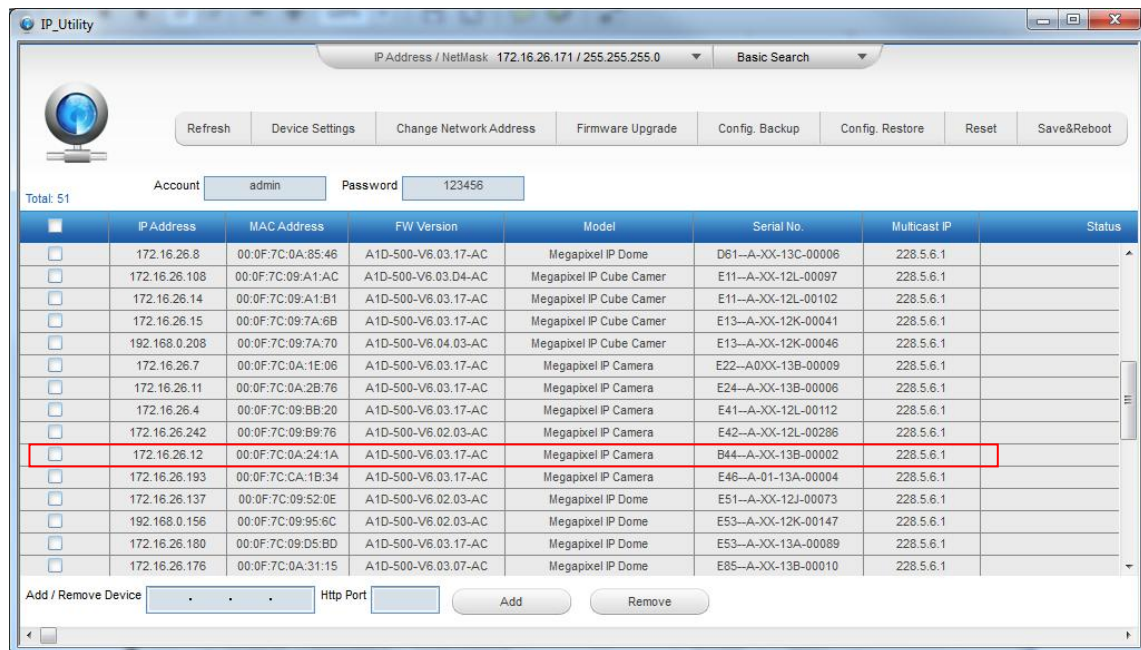 IP_Utility
IP Address / NetMask 172.16.26.171 / 255.255.255.0 Basic Search
Refresh Device Settings Change Network Address Firmware Upgrade Config. Backup Config. Restore Reset Save&Reboot
Account admin Password 123456
Total: 51
IP Address MAC Address FW Version Model Serial No. Multicast IP Status
172.16.26.8 00:0F:7C:0A:85:46 A1D-500-V6.03.17-AC Megapixel IP Dome D61--A-XX-13C-00006 228.5.6.1
172.16.26.108 00:0F:7C:09:A1:AC A1D-500-V6.03.D4-AC Megapixel IP Cube Camer E11--A-XX-12L-00097 228.5.6.1
172.16.26.14 00:0F:7C:09:A1:B1 A1D-500-V6.03.17-AC Megapixel IP Cube Camer E11--A-XX-12L-00102 228.5.6.1
172.16.26.15 00:0F:7C:09:7A:6B A1D-500-V6.03.17-AC Megapixel IP Cube Camer E13--A-XX-12K-00041 228.5.6.1
192.168.0.208 00:0F:7C:09:7A:70 A1D-500-V6.04.03-AC Megapixel IP Cube Camer E13--A-XX-12K-00046 228.5.6.1
172.16.26.7 00:0F:7C:0A:1E:06 A1D-500-V6.03.17-AC Megapixel IP Camera E22--A0XX-13B-00009 228.5.6.1
172.16.26.11 00:0F:7C:0A:2B:76 A1D-500-V6.03.17-AC Megapixel IP Camera E24--A-XX-13B-00006 228.5.6.1
172.16.26.4 00:0F:7C:09:BB:20 A1D-500-V6.03.17-AC Megapixel IP Camera E41--A-XX-12L-00112 228.5.6.1
172.16.26.242 00:0F:7C:09:B9:76 A1D-500-V6.02.03-AC Megapixel IP Camera E42--A-XX-12L-00286 228.5.6.1
172.16.26.12 00:0F:7C:0A:24:1A A1D-500-V6.03.17-AC Megapixel IP Camera B44--A-XX-13B-00002 228.5.6.1
172.16.26.193 00:0F:7C:CA:1B:34 A1D-500-V6.03.17-AC Megapixel IP Camera E46--A-01-13A-00004 228.5.6.1
172.16.26.137 00:0F:7C:09:52:0E A1D-500-V6.02.03-AC Megapixel IP Dome E51--A-XX-12J-00073 228.5.6.1
192.168.0.156 00:0F:7C:09:95:6C A1D-500-V6.02.03-AC Megapixel IP Dome E53--A-XX-12K-00147 228.5.6.1
172.16.26.180 00:0F:7C:09:D5:BD A1D-500-V6.03.17-AC Megapixel IP Dome E53--A-XX-13A-00089 228.5.6.1
172.16.26.176 00:0F:7C:0A:31:15 A1D-500-V6.03.07-AC Megapixel IP Dome E85--A-XX-13B-00010 228.5.6.1
Add / Remove Device . . . Http Port Add Remove